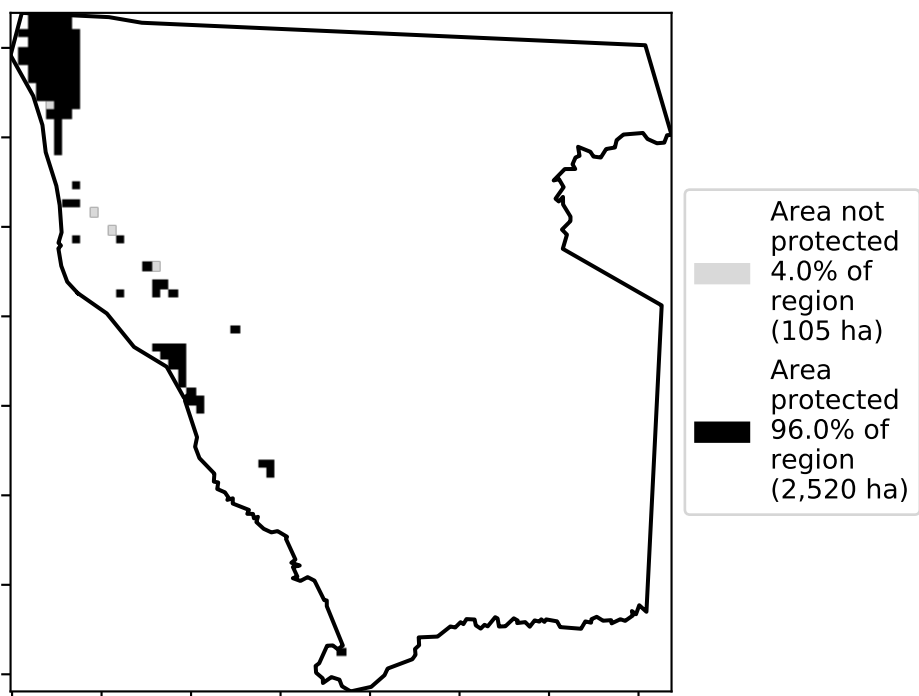 Area not
protected
4.0% of
region
(105 ha)
Area
protected
96.0% of
region
(2,520 ha)